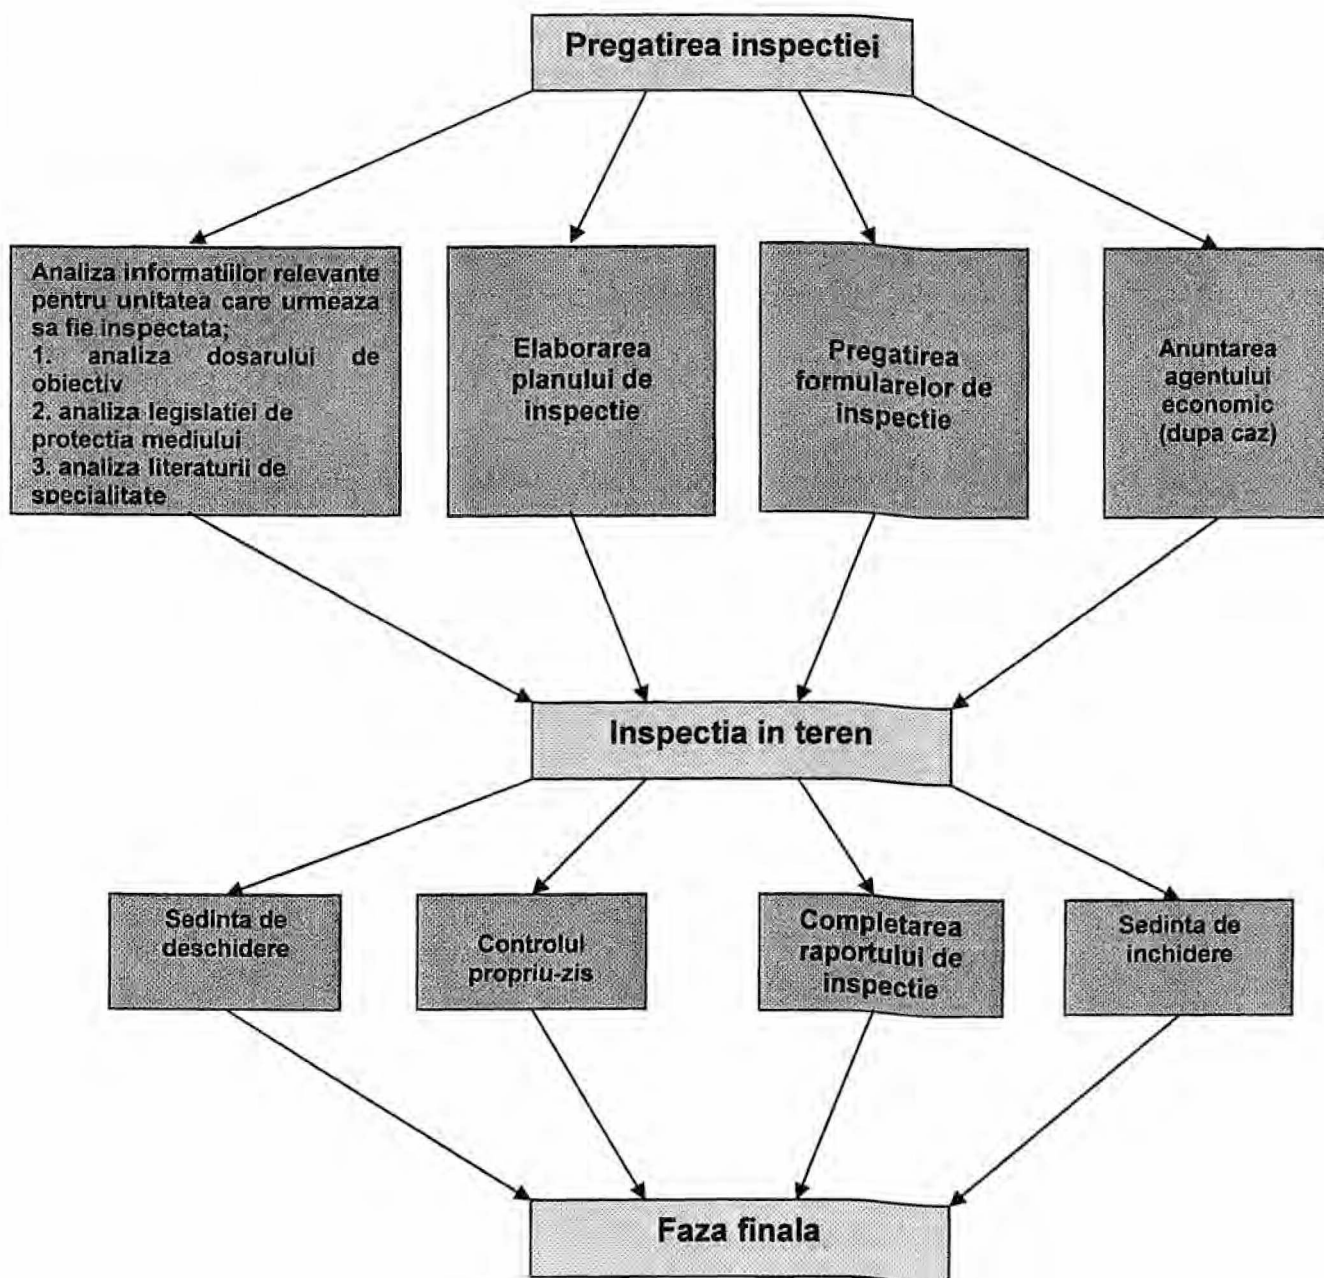 Pregatirea inspectiei
Analiza informatiilor relevante
pentru unitatea care urmeaza
sa fie inspectata;
1. analiza dosarului de
obiectiv
2. analiza legislatiei de
protectia mediului
3. analiza literaturii de
specialitate
Elaborarea
planului de
inspectie
Pregatirea
formularelor de
inspectie
Anuntarea
agentului
economic
(dupa caz)
Inspectia in teren
Sedinta de
deschidere
Controlul
propriu-zis
Completarea
raportului de
inspectie
Sedinta de
inchidere
Faza finala